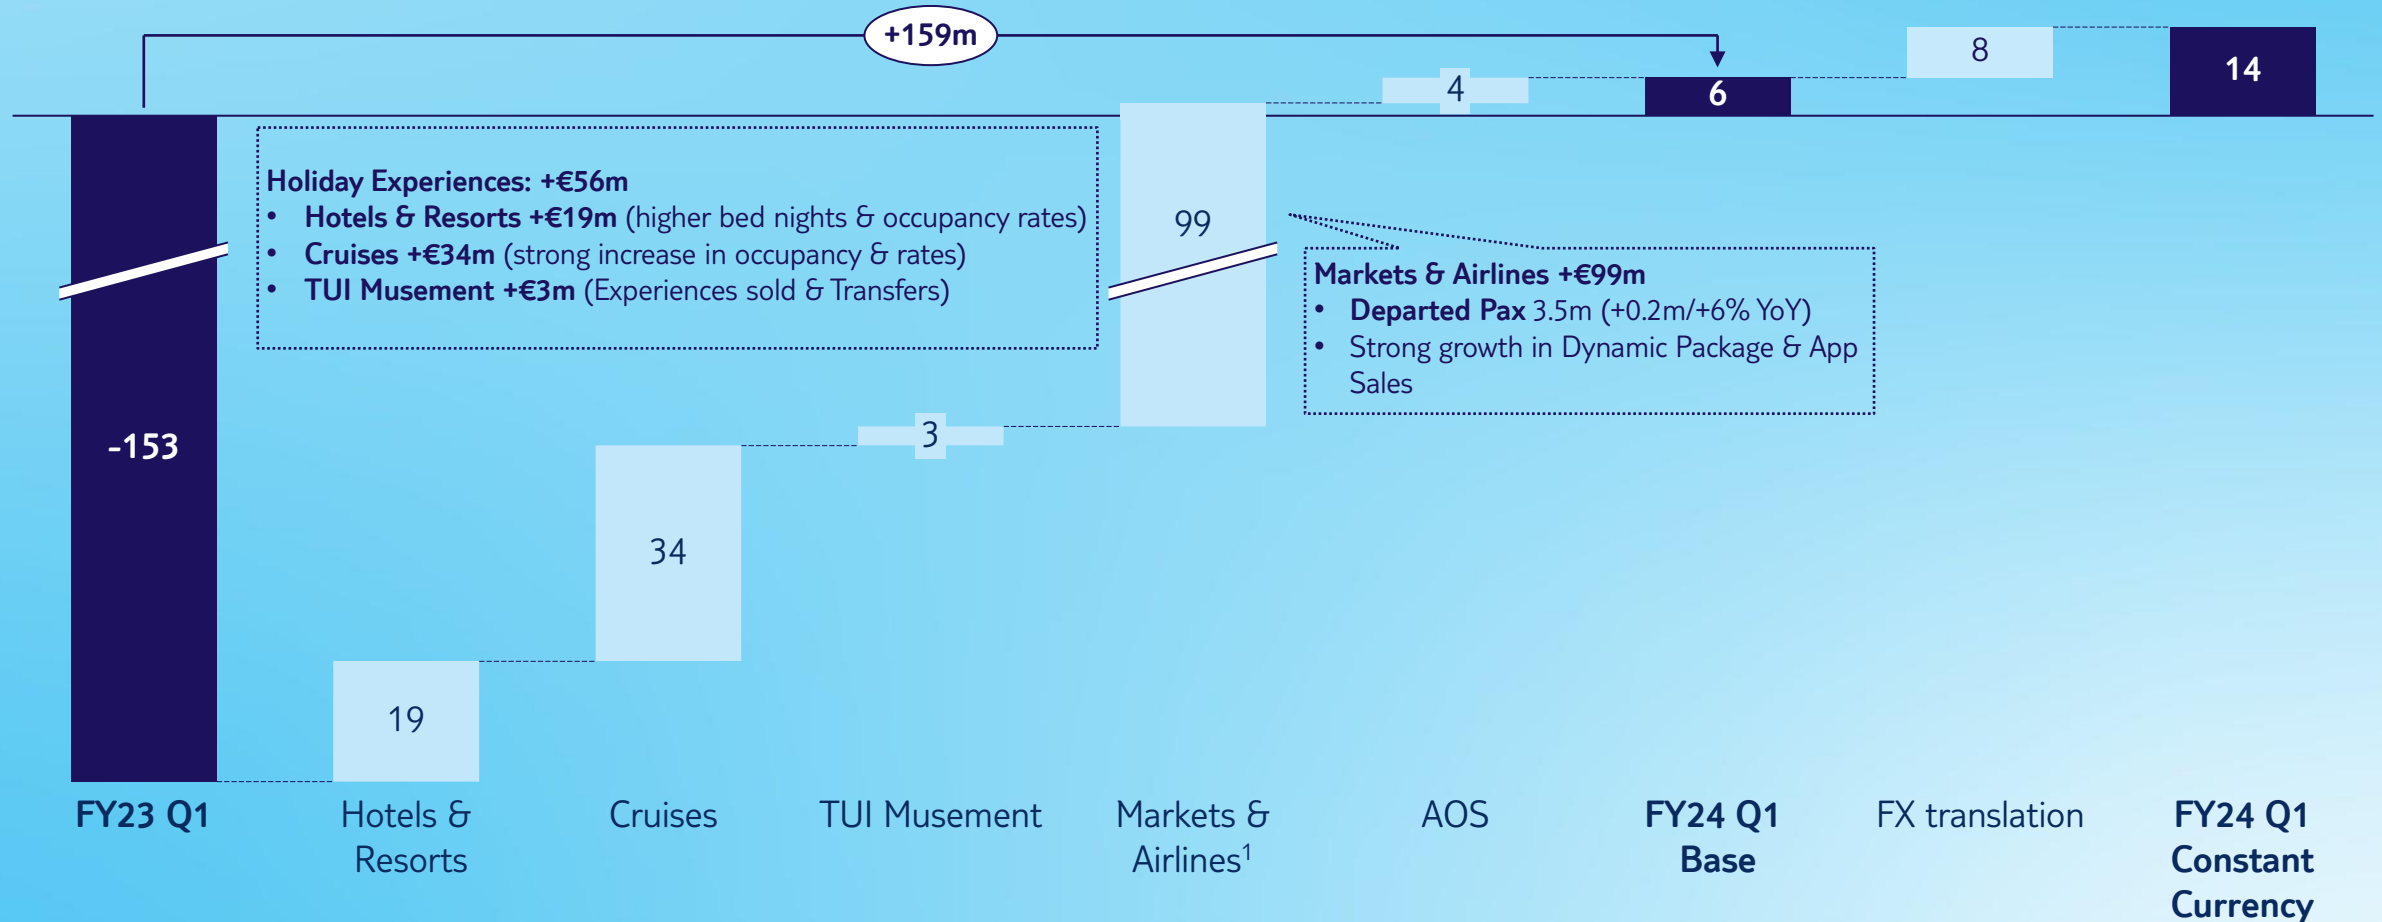 +159m
-153
19
34
3
99
4
6
8
14
Holiday Experiences: +€56m
• Hotels & Resorts +€19m (higher bed nights & occupancy rates)
• Cruises +€34m (strong increase in occupancy & rates)
• TUI Musement +€3m (Experiences sold & Transfers)
Markets & Airlines +€99m
• Departed Pax 3.5m (+0.2m/+6% YoY)
• Strong growth in Dynamic Package & App
Sales
FY23 Q1
Hotels &
Resorts
Cruises
TUI Musement
Markets &
Airlines¹
AOS
FY24 Q1
Base
FX translation
FY24 Q1
Constant
Currency